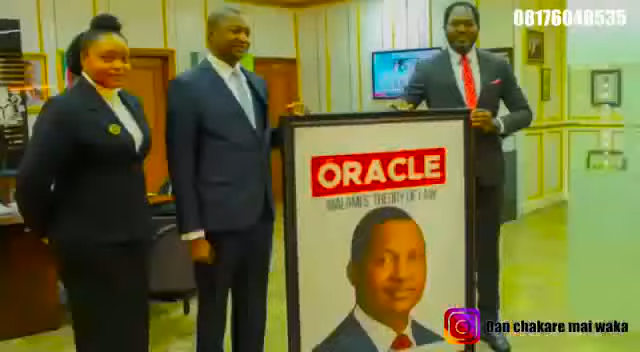 08176048535
ORACLE
MALAMI'S THEORY OF LAW
Dan chakare mai waka